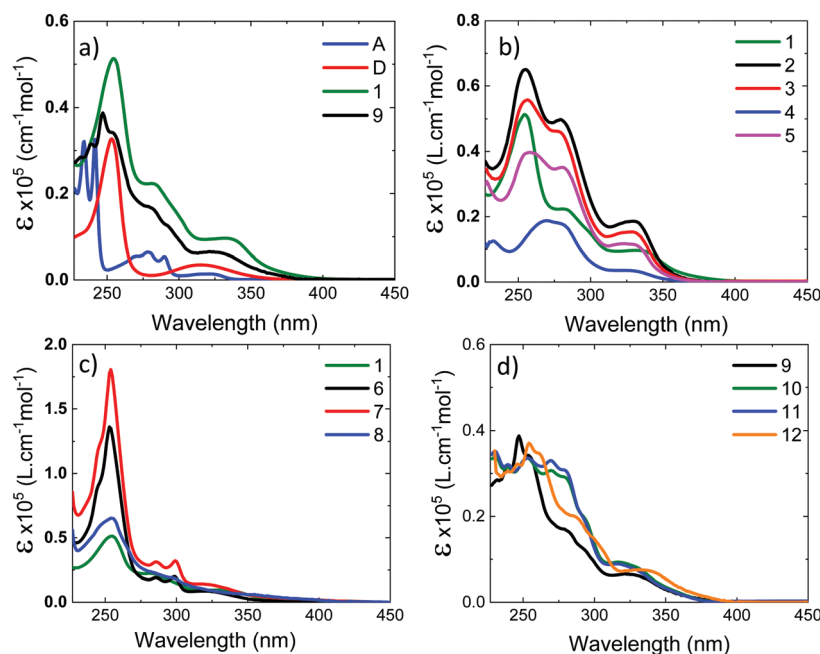 a)
A
D
1
9
ε x10⁵ (cm⁻¹mol⁻¹)
0.6
0.4
0.2
0.0
250 300 350 400 450
Wavelength (nm)
b)
1
2
3
4
5
ε x10⁵ (L.cm⁻¹mol⁻¹)
0.8
0.6
0.4
0.2
0.0
250 300 350 400 450
Wavelength (nm)
c)
1
6
7
8
ε x10⁵ (L.cm⁻¹mol⁻¹)
2.0
1.5
1.0
0.5
0.0
250 300 350 400 450
Wavelength (nm)
d)
9
10
11
12
ε x10⁵ (L.cm⁻¹mol⁻¹)
0.6
0.4
0.2
0.0
250 300 350 400 450
Wavelength (nm)